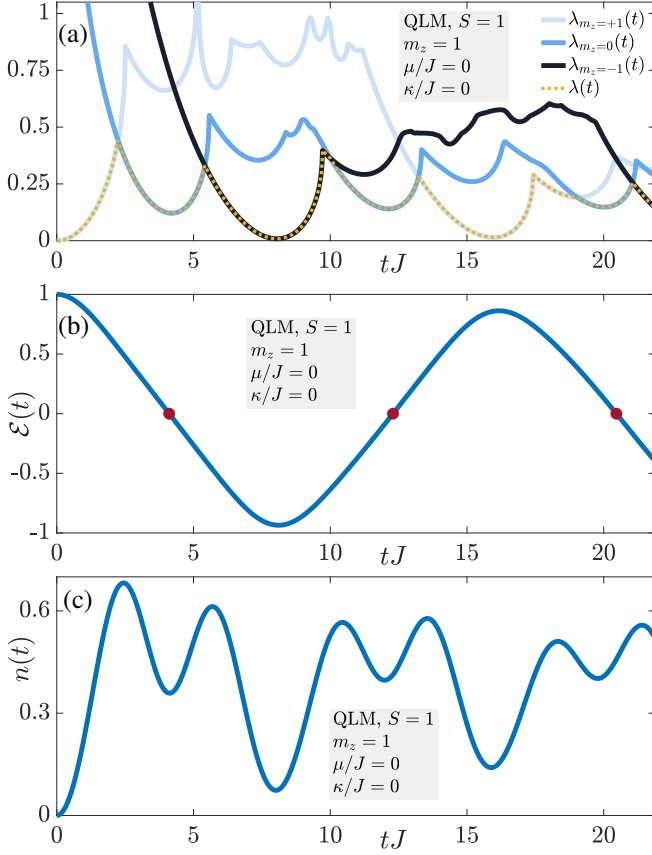 (a)
1
0.75
0.5
0.25
0
QLM, S = 1
m_z = 1
μ/J = 0
κ/J = 0
λ_{m_z=+1}(t)
λ_{m_z=0}(t)
λ_{m_z=−1}(t)
λ(t)
0 5 10 15 20
tJ
(b)
1
0.5
0
-0.5
-1
ℰ(t)
QLM, S = 1
m_z = 1
μ/J = 0
κ/J = 0
0 5 10 15 20
tJ
(c)
0.6
0.3
0
n(t)
QLM, S = 1
m_z = 1
μ/J = 0
κ/J = 0
0 5 10 15 20
tJ